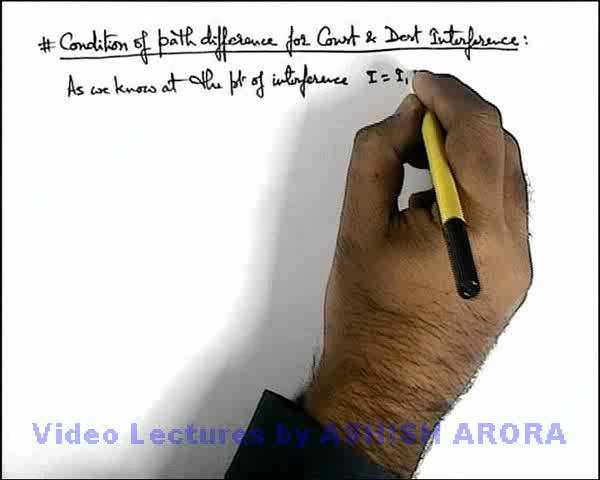 # Condition of path difference for Const & Dest Interference :
As we know at the pt of interference I = I₁
Video Lectures by ASHISH ARORA